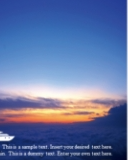 This is a sample text. Insert your desired text here.
This is a dummy text. Enter your own text here.